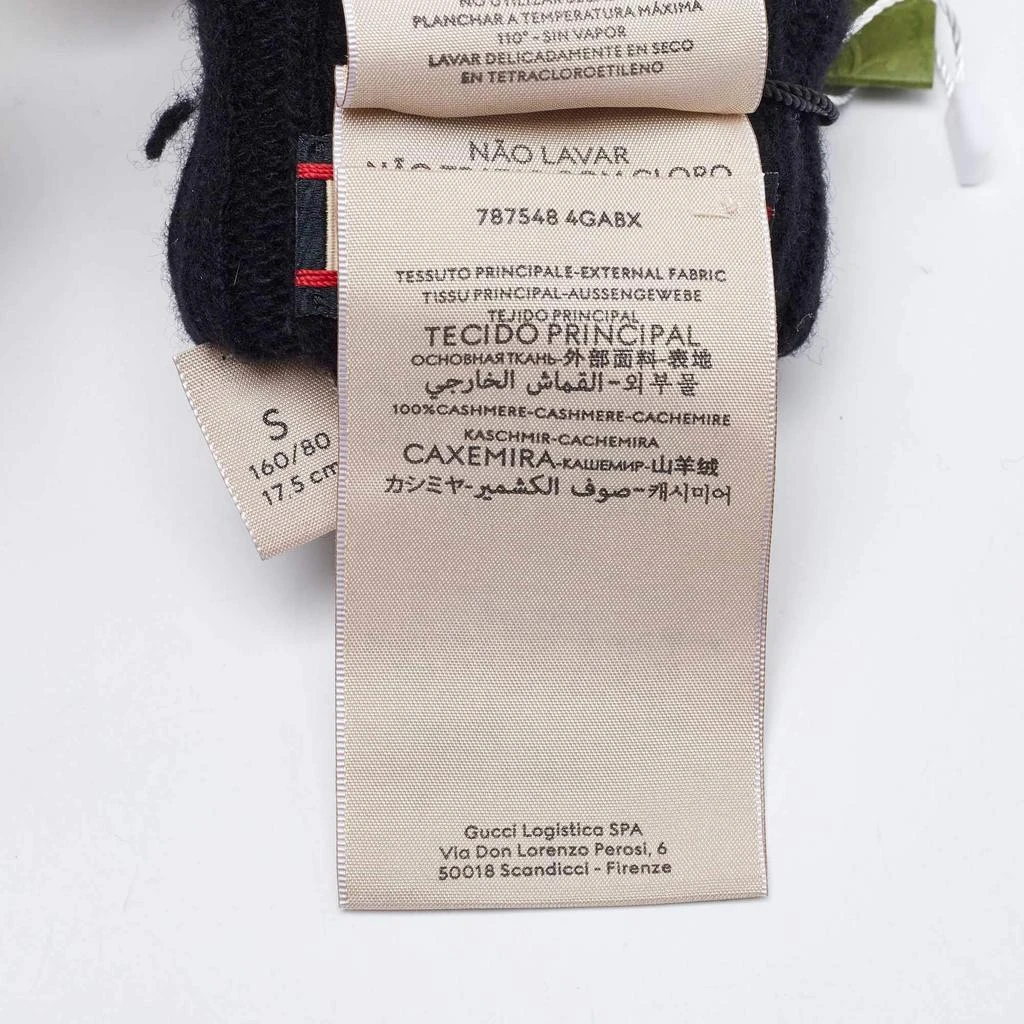 PLANCHAR A TEMPERATURA MÁXIMA
110° - SIN VAPOR
LAVAR DELICADAMENTE EN SECO
EN TETRACLOROETILENO
NÃO LAVAR
787548 4GABX
TESSUTO PRINCIPALE-EXTERNAL FABRIC
TISSU PRINCIPAL-AUSSENGEWEBE
TEJIDO PRINCIPAL
TECIDO PRINCIPAL
ОСНОВНАЯ ТКАНЬ-外部面料-表地
القماش الخارجي-외부물
100%CASHMERE-CASHMERE-CACHEMIRE
KASCHMIR-CACHEMIRA
CAXEMIRA-КАШЕМИР-山羊绒
カシミヤ-صوف الكشمير-캐시미어
S
160/80
17.5 cm
Gucci Logistica SPA
Via Don Lorenzo Perosi, 6
50018 Scandicci - Firenze